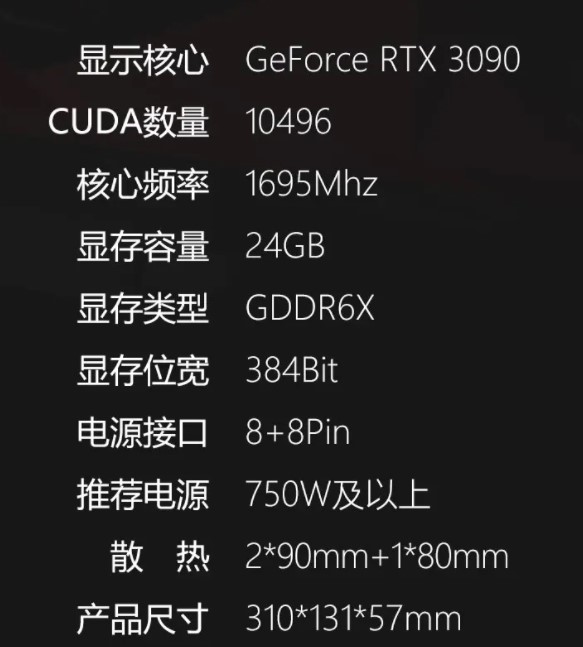 显示核心 GeForce RTX 3090
CUDA数量 10496
核心频率 1695Mhz
显存容量 24GB
显存类型 GDDR6X
显存位宽 384Bit
电源接口 8+8Pin
推荐电源 750W及以上
散 热 2*90mm+1*80mm
产品尺寸 310*131*57mm